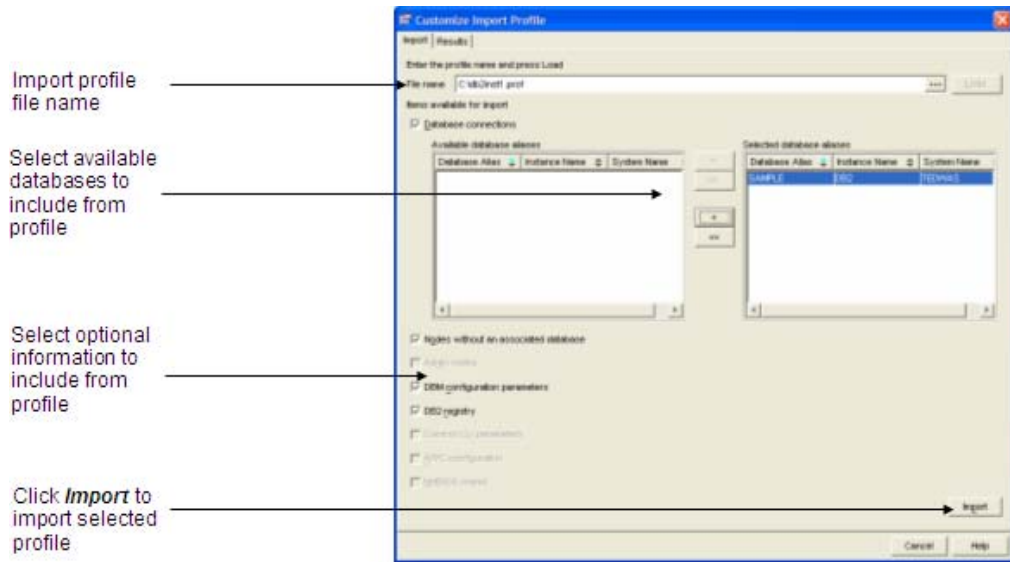 Customize Import Profile
Import Results
Enter the profile name and press Load
Import profile
file name
File name
Load
Items available for import
Database connections
Select available
databases to
include from
profile
Available database aliases
Database Alias Instance Name System Name
>
>>
<
<<
Selected database aliases
Database Alias Instance Name System Name
SAMPLE DB2
Select optional
information to
include from
profile
Nodes without an associated database
DBM configuration parameters
DB2 registry
APPC configuration
Click Import to
import selected
profile
Import
Cancel Help